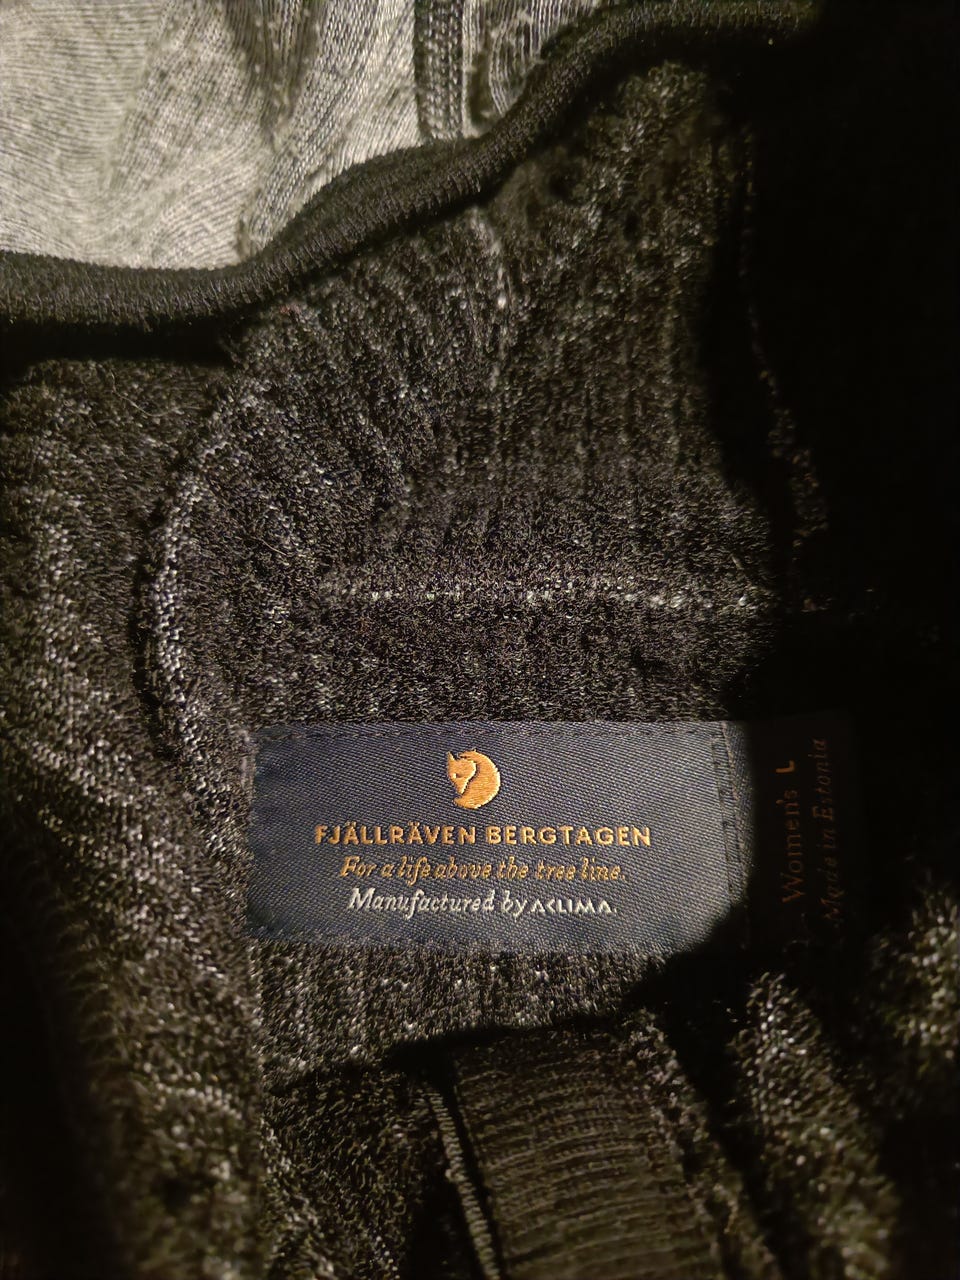 FJÄLLRÄVEN BERGTAGEN
For a life above the tree line.
Manufactured by ACLIMA.
Women's L
Made in Estonia